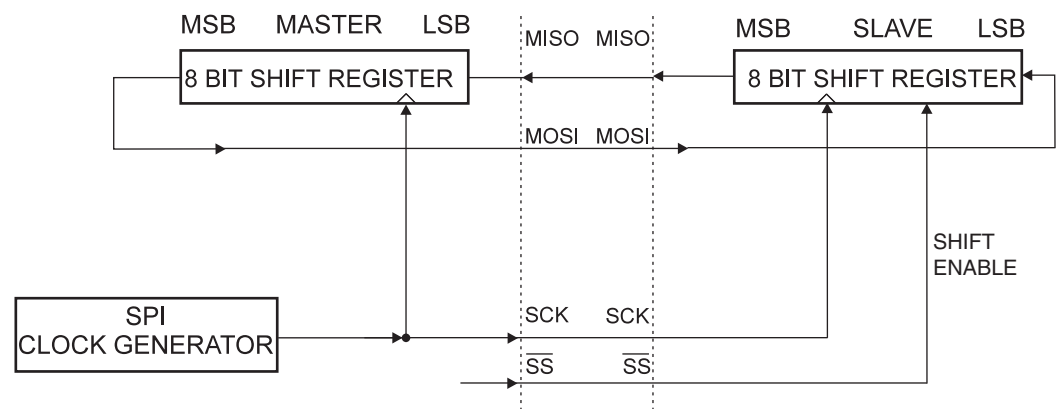 MSB MASTER LSB
MISO MISO
MSB SLAVE LSB
8 BIT SHIFT REGISTER
8 BIT SHIFT REGISTER
MOSI MOSI
SHIFT
ENABLE
SPI
CLOCK GENERATOR
SCK SCK
SS SS